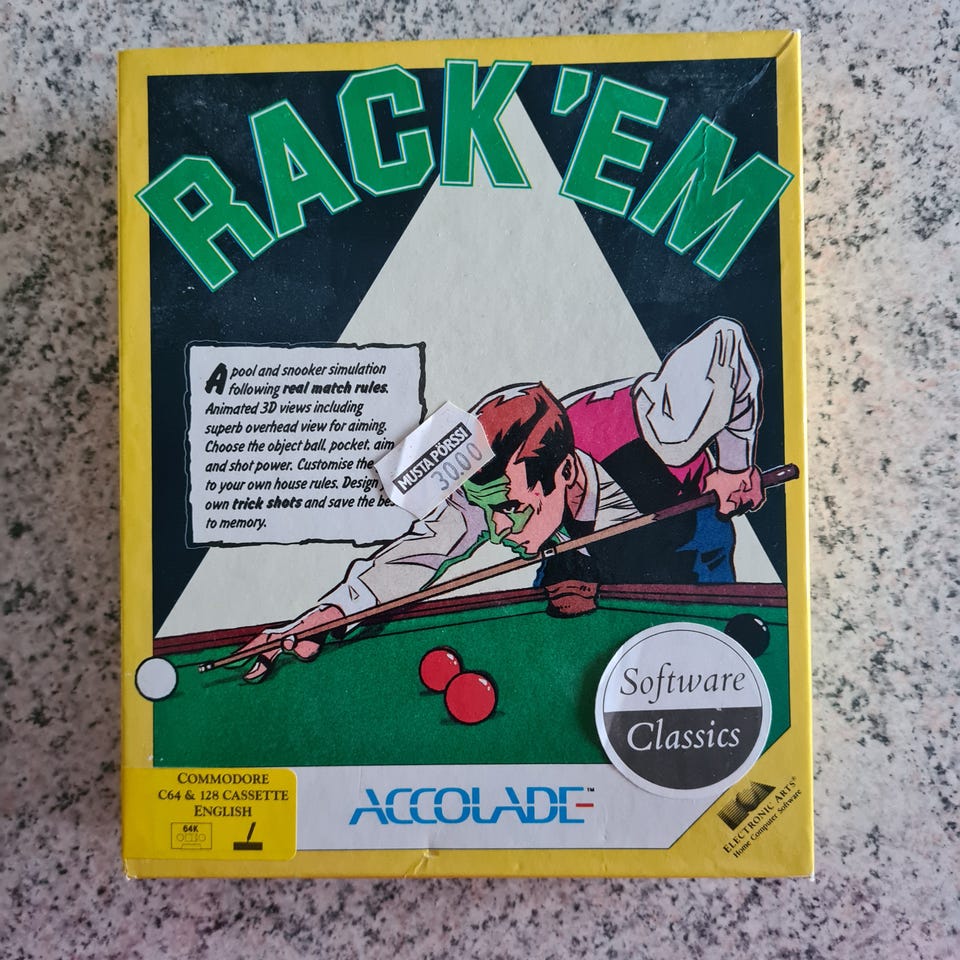 RACK 'EM
A pool and snooker simulation
following real match rules.
Animated 3D views including
superb overhead view for aiming.
Choose the object ball, pocket, aim
and shot power. Customise the
to your own house rules. Design
own trick shots and save the
to memory.
MUSTA PÖRSSI
30.00
Software
Classics
COMMODORE
C64 & 128 CASSETTE
ENGLISH
64K
ACCOLADE™
ELECTRONIC ARTS®
Home Computer Software